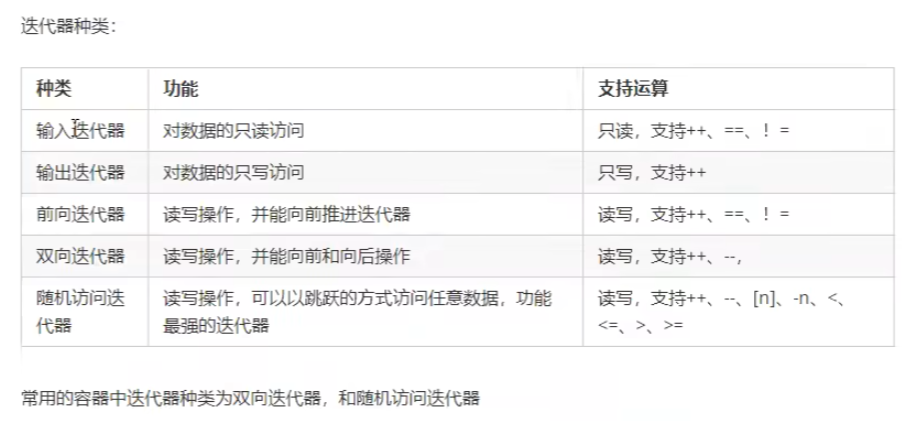 迭代器种类：
种类 功能 支持运算
输入迭代器 对数据的只读访问 只读，支持++、==、！=
输出迭代器 对数据的只写访问 只写，支持++
前向迭代器 读写操作，并能向前推进迭代器 读写，支持++、==、！=
双向迭代器 读写操作，并能向前和向后操作 读写，支持++、--，
随机访问迭 读写操作，可以以跳跃的方式访问任意数据，功能 读写，支持++、--、[n]、-n、<、
代器 最强的迭代器 <=、>、>=
常用的容器中迭代器种类为双向迭代器，和随机访问迭代器